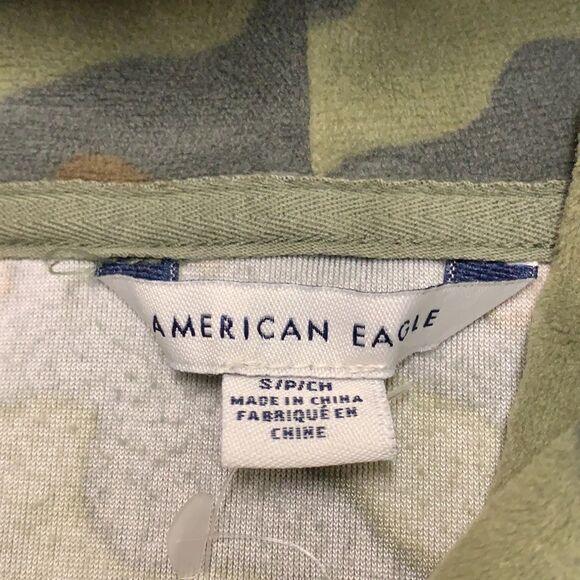 AMERICAN EAGLE
S/P/CH
MADE IN CHINA
FABRIQUÉ EN
CHINE